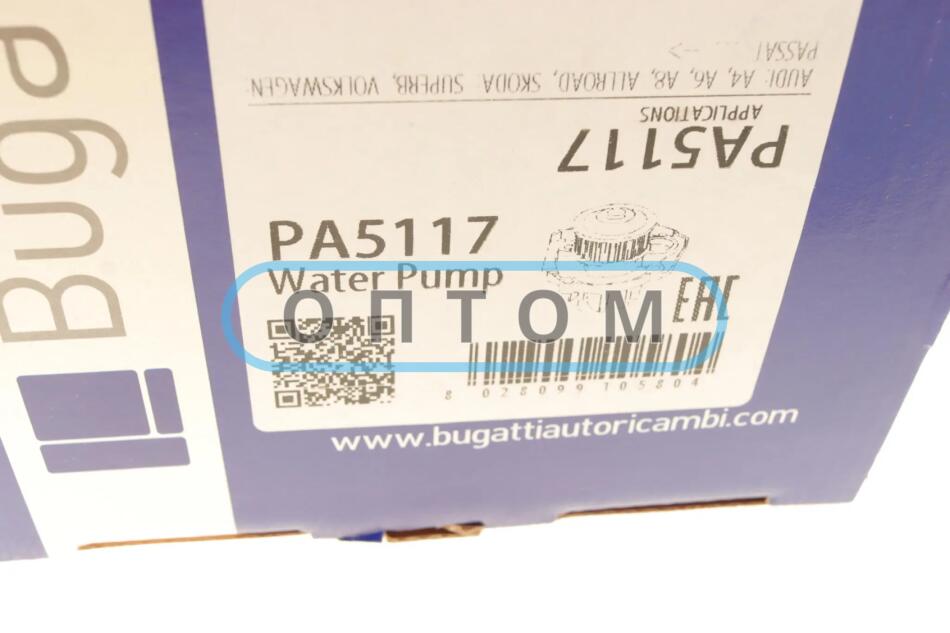 Buga
PASSAT ... -->
AUDI: A4, A6, A8, ALLROAD, SKODA: SUPERB, VOLKSWAGEN:
APPLICATIONS
PA5117
PA5117
Water Pump
ОПТОМ
EAC
8 028099 105804
www.bugattiautoricambi.com